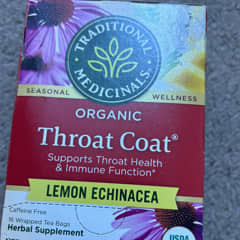 TRADITIONAL
MEDICINALS®
SEASONAL WELLNESS
ORGANIC
Throat Coat®
Supports Throat Health
& Immune Function*
LEMON ECHINACEA
Caffeine Free
16 Wrapped Tea Bags
Herbal Supplement
USDA